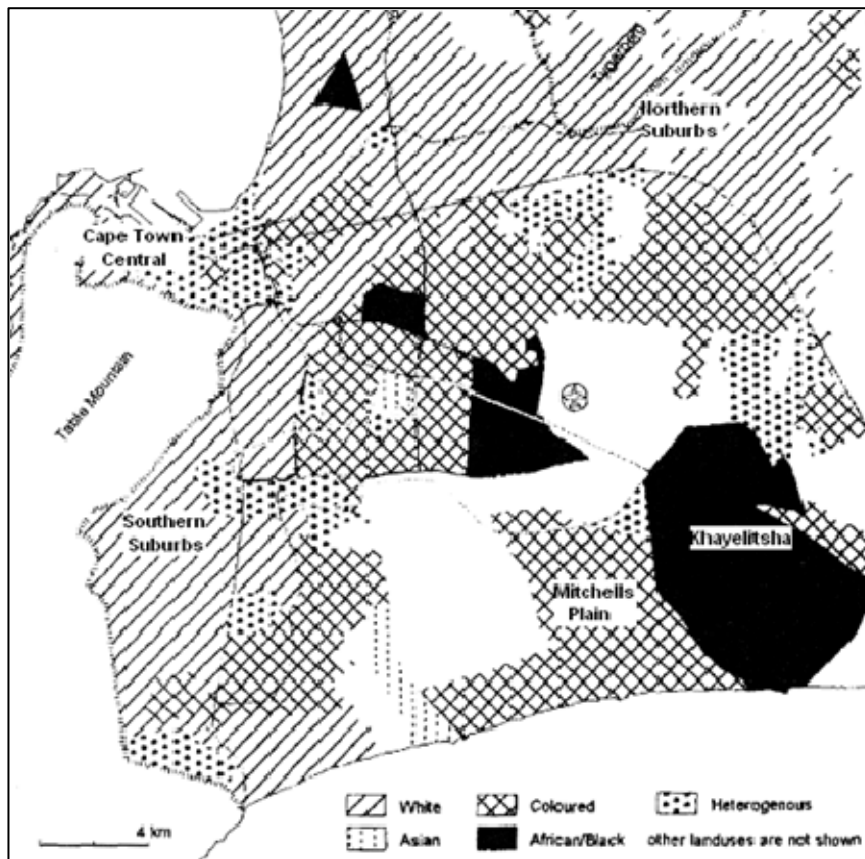 Tygerberg
Northern
Suburbs
Cape Town
Central
Table Mountain
Southern
Suburbs
Khayelitsha
Mitchells
Plain
White
Coloured
Heterogenous
4 km
Asian
African/Black
other landuses are not shown